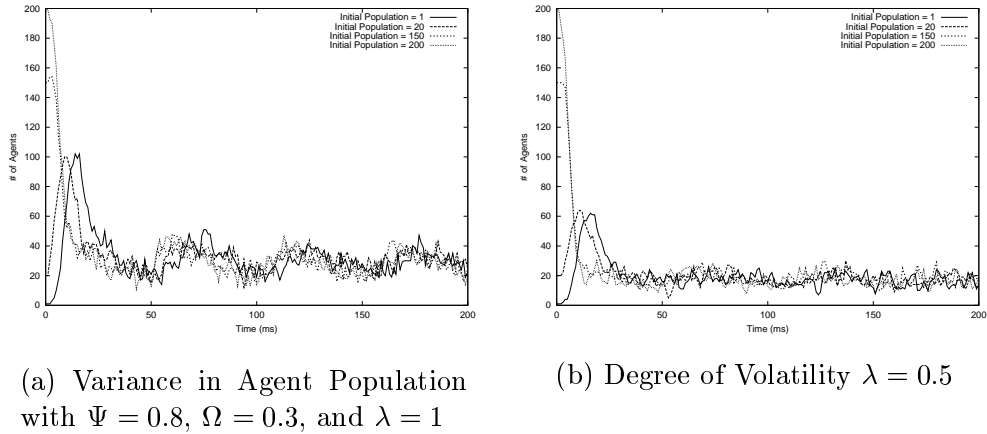 200
180
160
140
120
100
80
60
40
20
0
# of Agents
Initial Population = 1
Initial Population = 20
Initial Population = 150
Initial Population = 200
0 50 100 150 200
Time (ms)
(a) Variance in Agent Population
with Ψ = 0.8, Ω = 0.3, and λ = 1
200
180
160
140
120
100
80
60
40
20
0
# of Agents
Initial Population = 1
Initial Population = 20
Initial Population = 150
Initial Population = 200
0 50 100 150 200
Time (ms)
(b) Degree of Volatility λ = 0.5